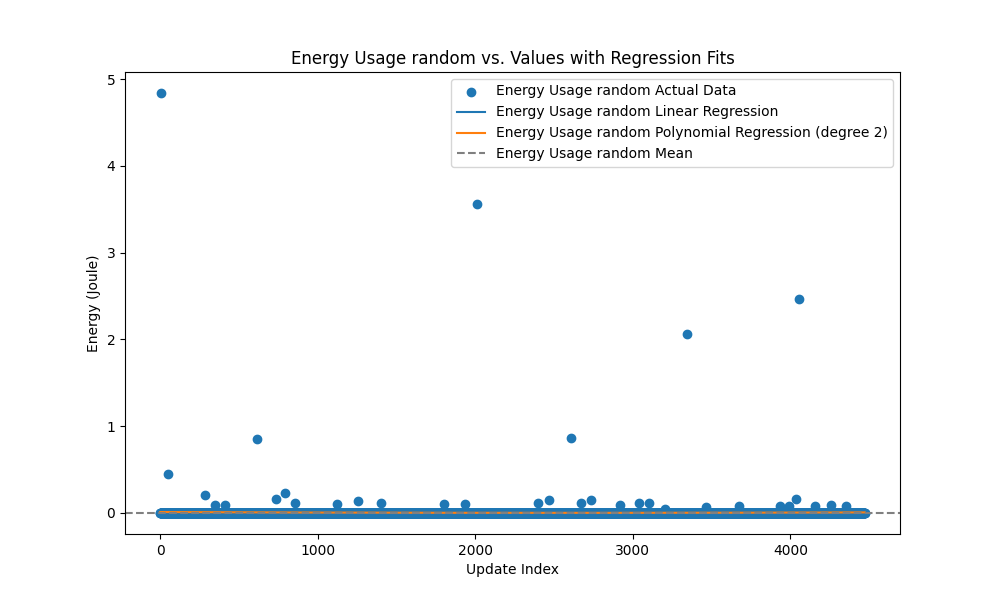 Energy Usage random vs. Values with Regression Fits
Energy Usage random Actual Data
Energy Usage random Linear Regression
Energy Usage random Polynomial Regression (degree 2)
Energy Usage random Mean
Energy (Joule)
5
4
3
2
1
0
0 1000 2000 3000 4000
Update Index